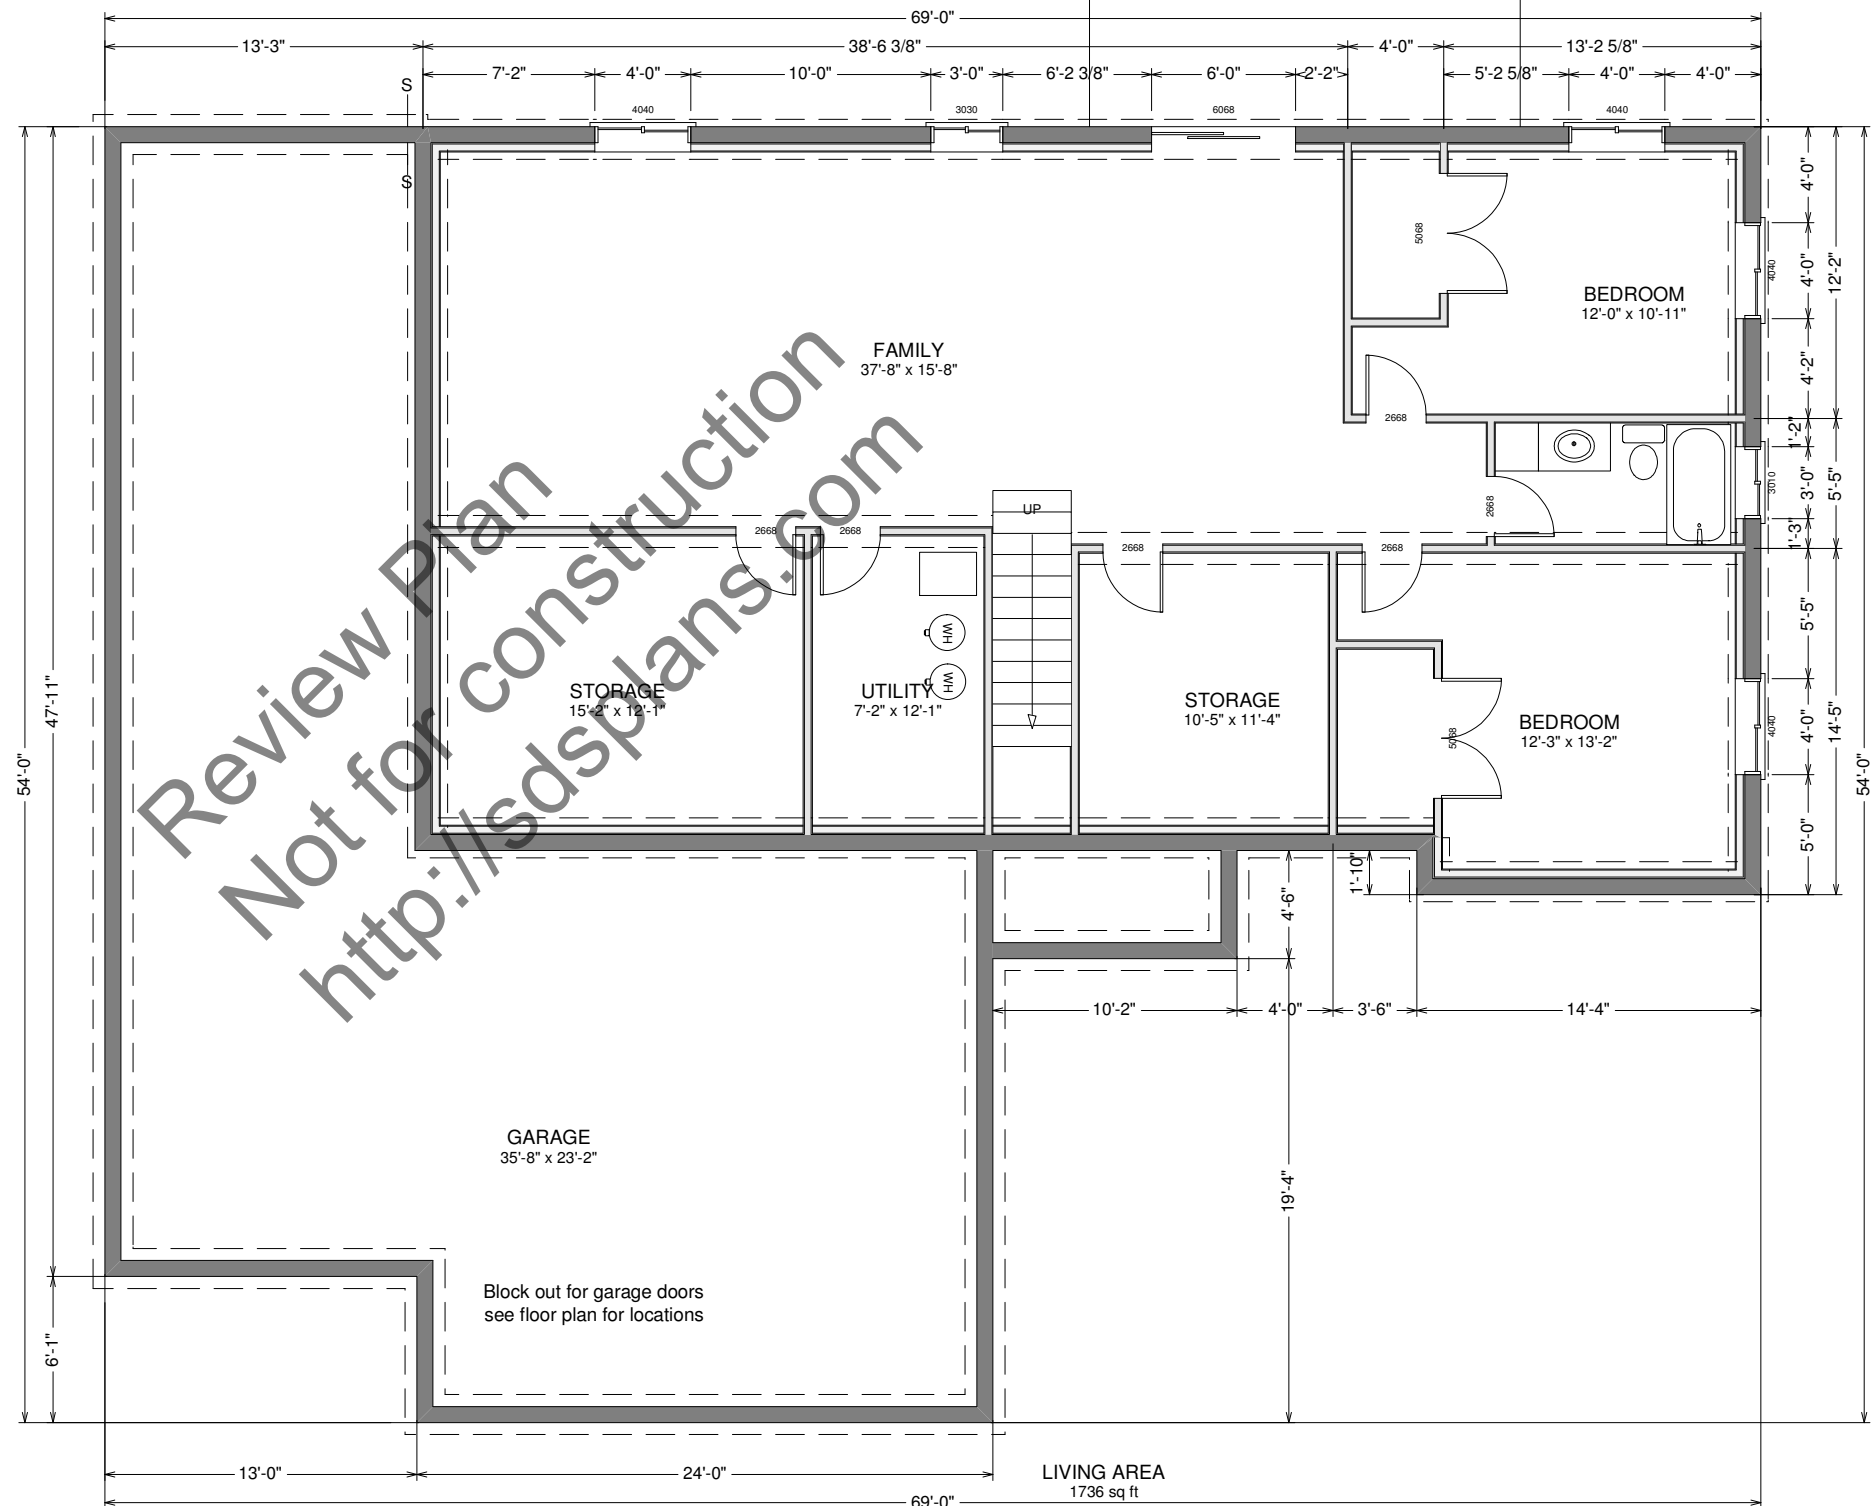 69'-0"
13'-3" 38'-6 3/8" 4'-0" 13'-2 5/8"
7'-2" 4'-0" 10'-0" 3'-0" 6'-2 3/8" 6'-0" 2'-2" 5'-2 5/8" 4'-0" 4'-0"
S
4040 3030 6068 4040
S
4'-0"
5068
4040
4'-0"
12'-2"
BEDROOM
12'-0" x 10'-11"
FAMILY
37'-8" x 15'-8"
4'-2"
2668
1'-2"
3010
3'-0"
5'-5"
2668
1'-3"
UP
2668 2668 2668 2668
WH
WH
5'-5"
47'-11"
54'-0"
STORAGE
15'-2" x 12'-1"
UTILITY
7'-2" x 12'-1"
STORAGE
10'-5" x 11'-4"
BEDROOM
12'-3" x 13'-2"
5068
4040
4'-0"
14'-5"
54'-0"
5'-0"
Review Plan
Not for construction
http://sdsplans.com
1'-10"
4'-6"
10'-2" 4'-0" 3'-6" 14'-4"
GARAGE
35'-8" x 23'-2"
19'-4"
Block out for garage doors
see floor plan for locations
6'-1"
13'-0" 24'-0"
LIVING AREA
1736 sq ft
69'-0"